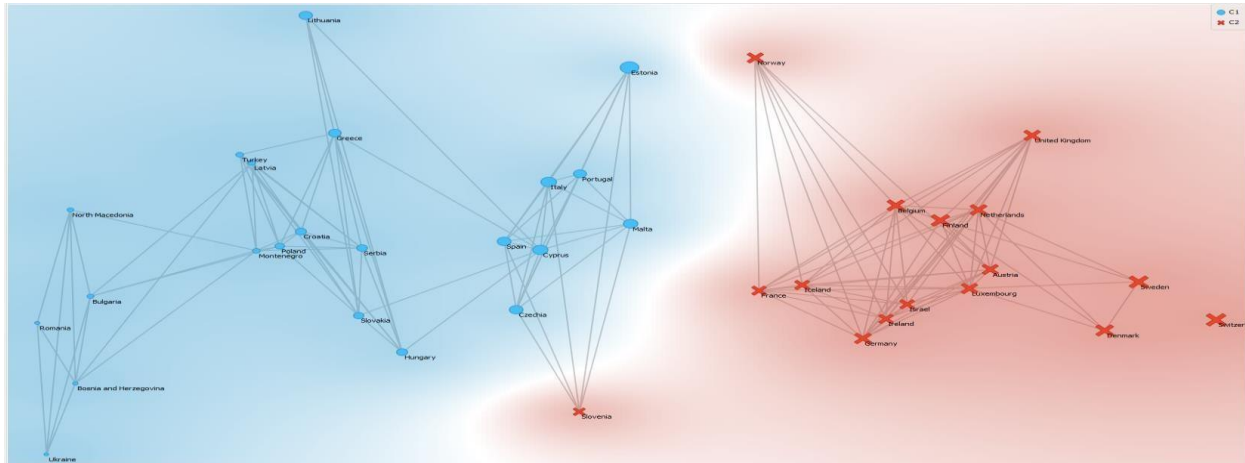 C1
C2
Lithuania
Norway
Estonia
Greece
United Kingdom
Turkey
Latvia
Portugal
Italy
North Macedonia
Belgium
Netherlands
Finland
Malta
Croatia
Spain
Poland
Serbia
Montenegro
Cyprus
Austria
Bulgaria
Iceland
Sweden
France
Luxembourg
Israel
Czechia
Slovakia
Ireland
Romania
Switzer
Denmark
Germany
Hungary
Bosnia and Herzegovina
Slovenia
Ukraine